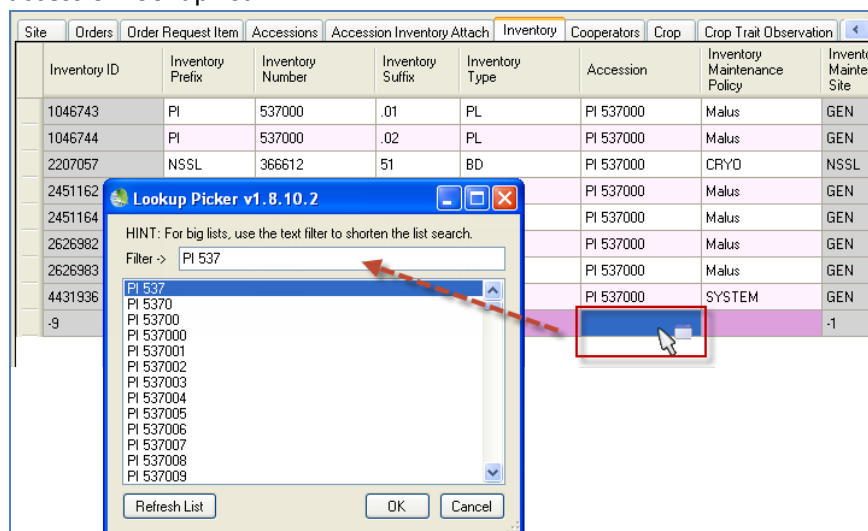 Site Orders Order Request Item Accessions Accession Inventory Attach Inventory Cooperators Crop Crop Trait Observation
Inventory ID Inventory Prefix Inventory Number Inventory Suffix Inventory Type Accession Inventory Maintenance Policy Invento Mainte Site
1046743 PI 537000 .01 PL PI 537000 Malus GEN
1046744 PI 537000 .02 PL PI 537000 Malus GEN
2207057 NSSL 366612 51 BD PI 537000 CRYO NSSL
2451162 PI 537000 Malus GEN
2451164 PI 537000 Malus GEN
2626982 PI 537000 Malus GEN
2626983 PI 537000 Malus GEN
4431936 PI 537000 SYSTEM GEN
-9 -1
Lookup Picker v1.8.10.2
HINT: For big lists, use the text filter to shorten the list search.
Filter -> PI 537
PI 537
PI 5370
PI 53700
PI 537000
PI 537001
PI 537002
PI 537003
PI 537004
PI 537005
PI 537006
PI 537007
PI 537008
PI 537009
Refresh List OK Cancel